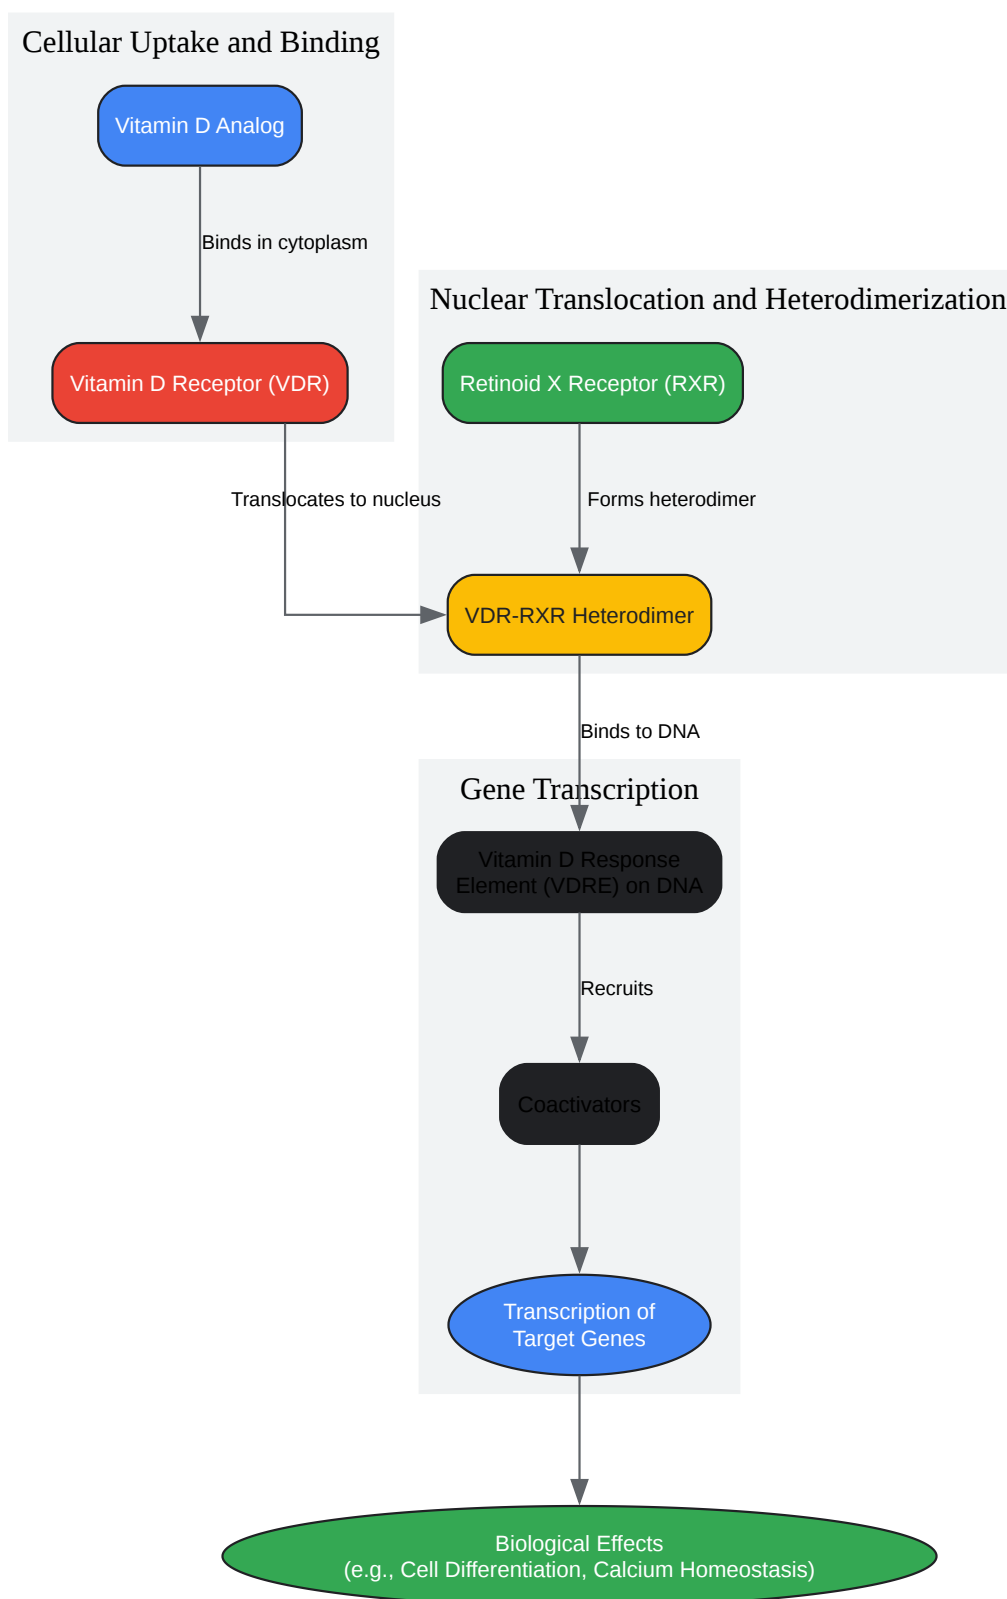 Cellular Uptake and Binding
Vitamin D Analog
Binds in cytoplasm
Nuclear Translocation and Heterodimerization
Vitamin D Receptor (VDR)
Retinoid X Receptor (RXR)
Translocates to nucleus
Forms heterodimer
VDR-RXR Heterodimer
Binds to DNA
Gene Transcription
Vitamin D Response
Element (VDRE) on DNA
Recruits
Coactivators
Transcription of
Target Genes
Biological Effects
(e.g., Cell Differentiation, Calcium Homeostasis)